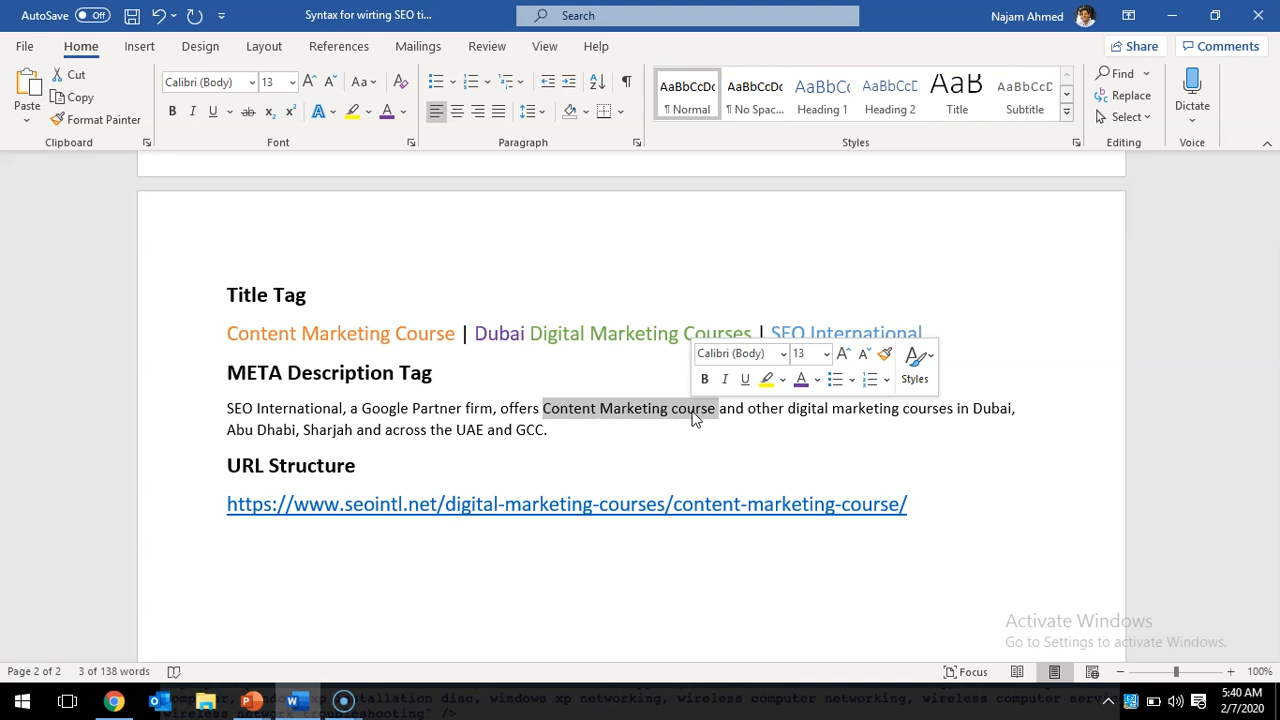 AutoSave Off Syntax for wirting SEO ti... Search Najam Ahmed
File Home Insert Design Layout References Mailings Review View Help Share Comments
Paste Cut Copy Format Painter
Calibri (Body) 13 Aa
B I U ab x₂ x² A A
AaBbCcDc AaBbCcDc AaBbCc AaBbCcD AaB AaBbCcD
¶ Normal ¶ No Spac... Heading 1 Heading 2 Title Subtitle
Find Replace Select Dictate
Clipboard Font Paragraph Styles Editing Voice
Title Tag
Content Marketing Course | Dubai Digital Marketing Courses | SEO International
Calibri (Body) 13
B I U A Styles
META Description Tag
SEO International, a Google Partner firm, offers Content Marketing course and other digital marketing courses in Dubai,
Abu Dhabi, Sharjah and across the UAE and GCC.
URL Structure
https://www.seointl.net/digital-marketing-courses/content-marketing-course/
Activate Windows
Go to Settings to activate Windows.
Page 2 of 2 3 of 138 words Focus 100%
5:40 AM
2/7/2020